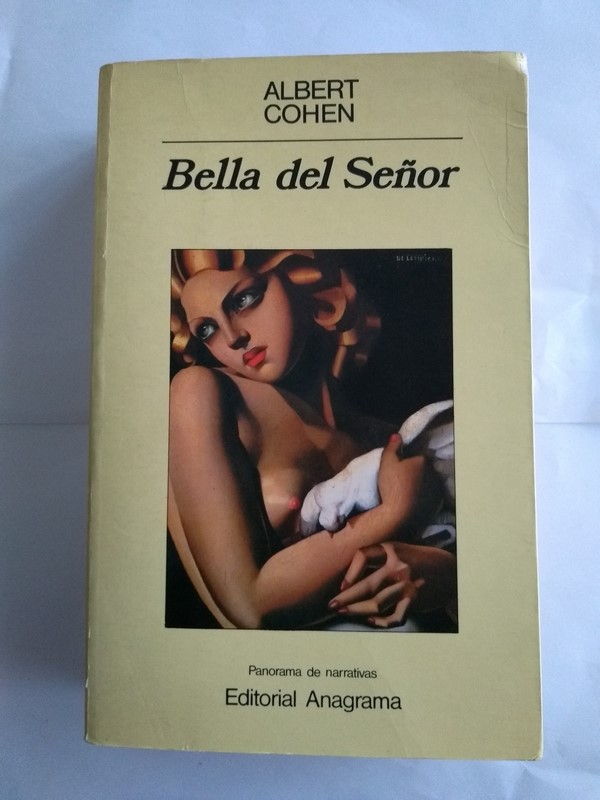 ALBERT
COHEN
Bella del Señor
Panorama de narrativas
Editorial Anagrama